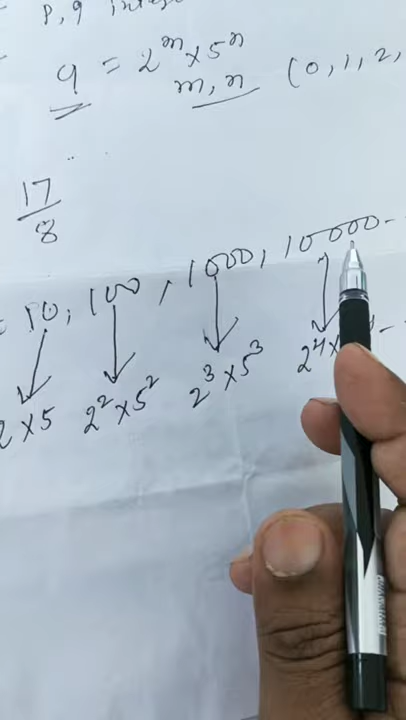 P, q integ
q = 2^m × 5^n
m, n (0, 1, 2,
17/8
= 10, 100, 1000, 10000 - -
2 × 5 2^2 × 5^2 2^3 × 5^3 2^4 ×